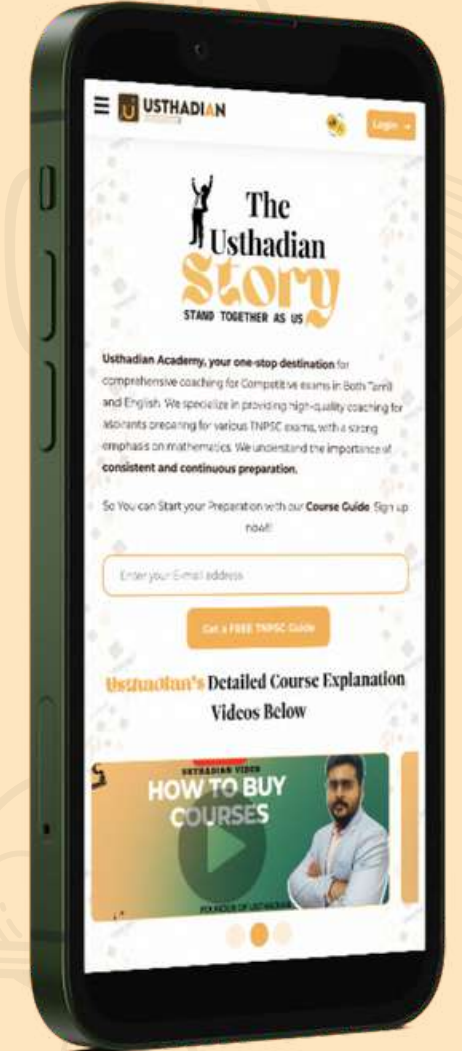 USTHADIAN
Login
The
Usthadian
Story
STAND TOGETHER AS US
Usthadian Academy, your one-stop destination for
comprehensive coaching for Competitive exams in Both Tamil
and English. We specialize in providing high-quality coaching for
aspirants preparing for various TNPSC exams, with a strong
emphasis on mathematics. We understand the importance of
consistent and continuous preparation.
So You can Start your Preparation with our Course Guide. Sign up
now!!
Enter your E-mail address
Get a FREE TNPSC Guide
Usthadian's Detailed Course Explanation
Videos Below
USTHADIAN VIDEO
HOW TO BUY
COURSES
FOUNDER OF USTHADIAN